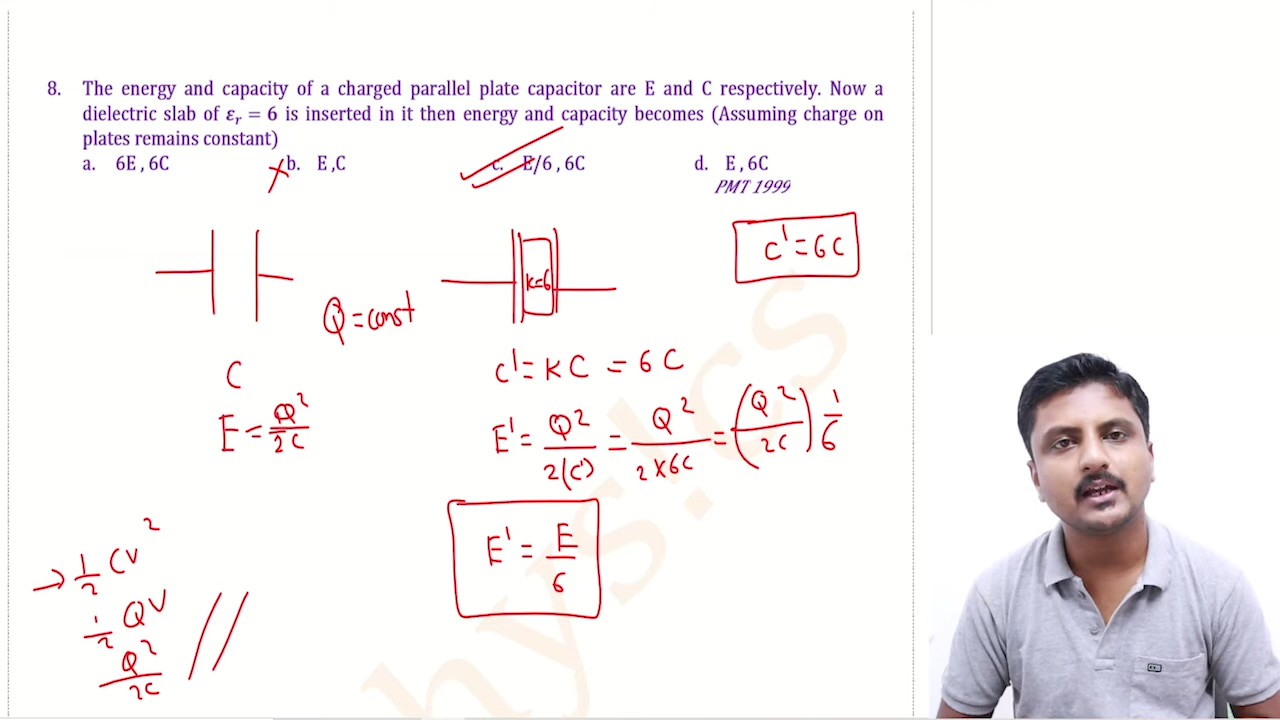 8. The energy and capacity of a charged parallel plate capacitor are E and C respectively. Now a
dielectric slab of εr = 6 is inserted in it then energy and capacity becomes (Assuming charge on
plates remains constant)
a. 6E , 6C b. E , C c. E/6 , 6C d. E , 6C
PMT 1999
C' = 6C
K=6
Q = const
C
C' = KC = 6C
E = Q²/2C
E' = Q²/2(C') = Q²/2×6C = (Q²/2C) 1/6
E' = E/6
→ 1/2 CV²
1/2 QV
Q²/2C
hysics